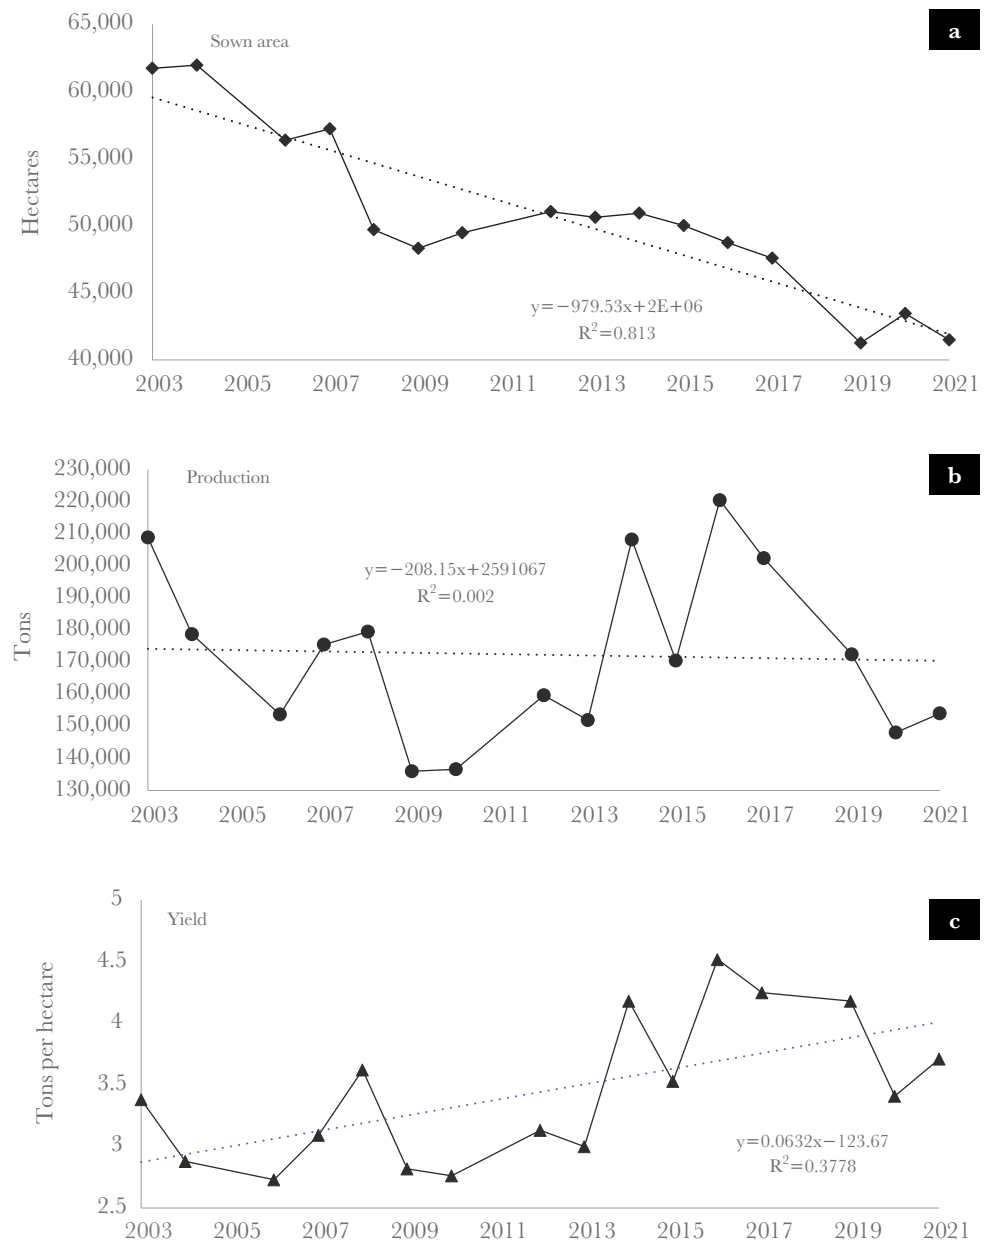 65,000
Sown area
a
60,000
55,000
50,000
45,000
40,000
Hectares
y=−979.53x+2E+06
R²=0.813
2003 2005 2007 2009 2011 2013 2015 2017 2019 2021
230,000
Production
b
220,000
210,000
200,000
190,000
180,000
170,000
160,000
150,000
140,000
130,000
Tons
y=−208.15x+2591067
R²=0.002
2003 2005 2007 2009 2011 2013 2015 2017 2019 2021
5
Yield
c
4.5
4
3.5
3
2.5
Tons per hectare
y=0.0632x−123.67
R²=0.3778
2003 2005 2007 2009 2011 2013 2015 2017 2019 2021